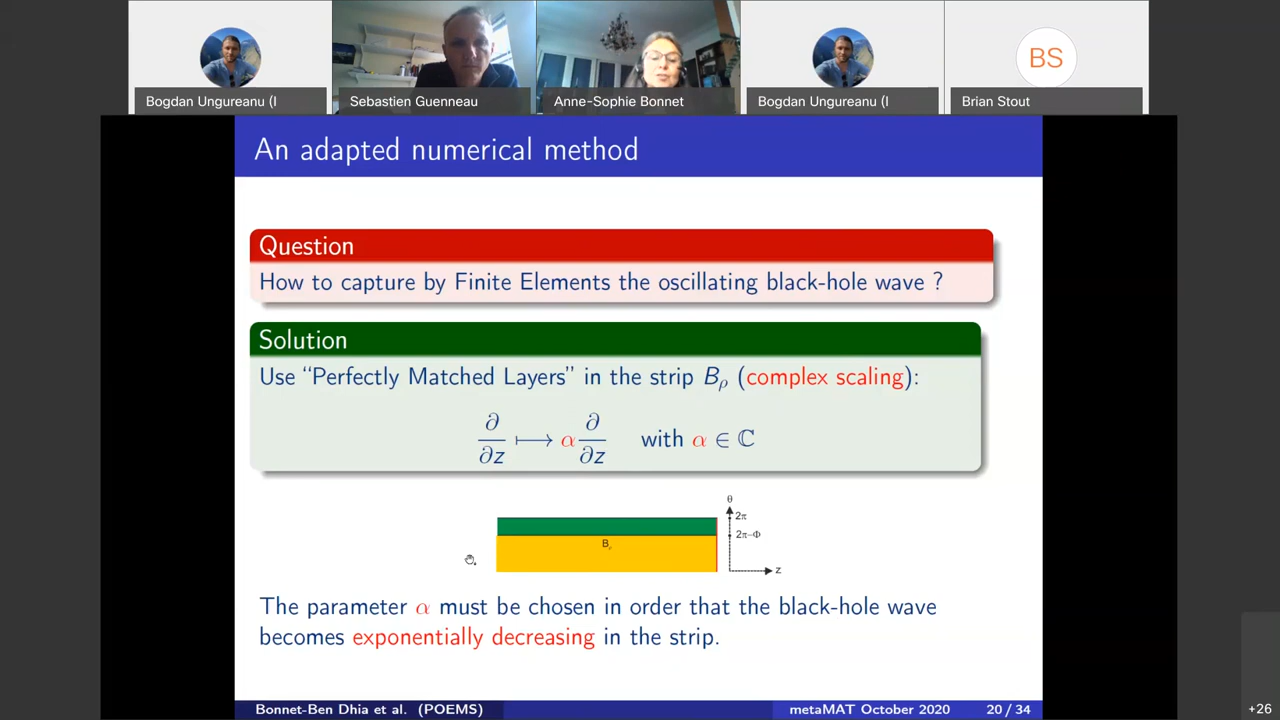 Bogdan Ungureanu (I
Sebastien Guenneau
Anne-Sophie Bonnet
Bogdan Ungureanu (I
BS
Brian Stout
An adapted numerical method
Question
How to capture by Finite Elements the oscillating black-hole wave ?
Solution
Use “Perfectly Matched Layers” in the strip Bρ (complex scaling):
∂/∂z ⟼ α ∂/∂z with α ∈ ℂ
θ
2π
2π−Φ
Bρ
z
The parameter α must be chosen in order that the black-hole wave
becomes exponentially decreasing in the strip.
Bonnet-Ben Dhia et al. (POEMS)
metaMAT October 2020
20 / 34
+26